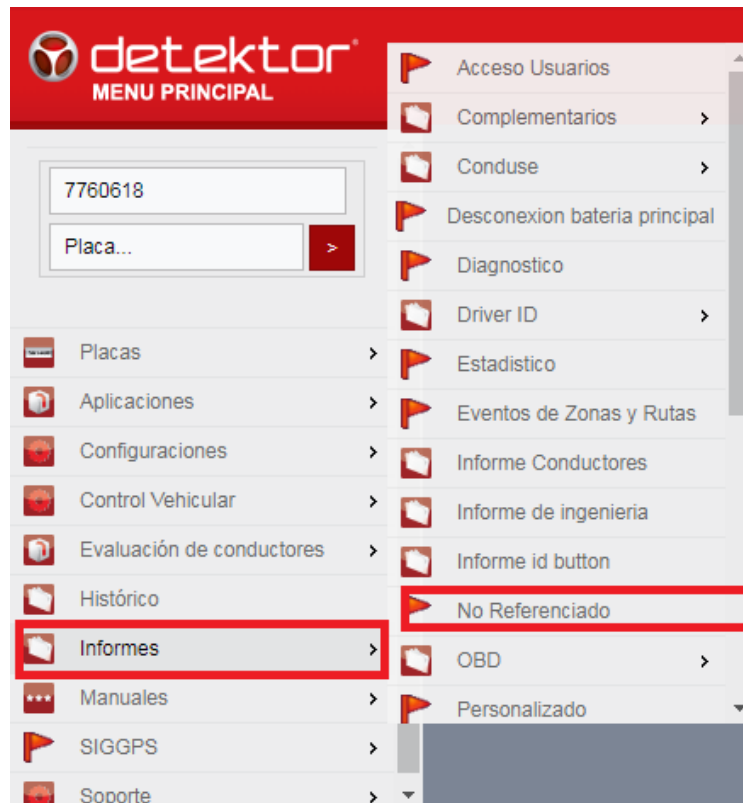 detektor
MENU PRINCIPAL
7760618
Placa...
>
Placas
Aplicaciones
Configuraciones
Control Vehicular
Evaluación de conductores
Histórico
Informes
Manuales
SIGGPS
Soporte
Acceso Usuarios
Complementarios
Conduse
Desconexion bateria principal
Diagnostico
Driver ID
Estadistico
Eventos de Zonas y Rutas
Informe Conductores
Informe de ingenieria
Informe id button
No Referenciado
OBD
Personalizado